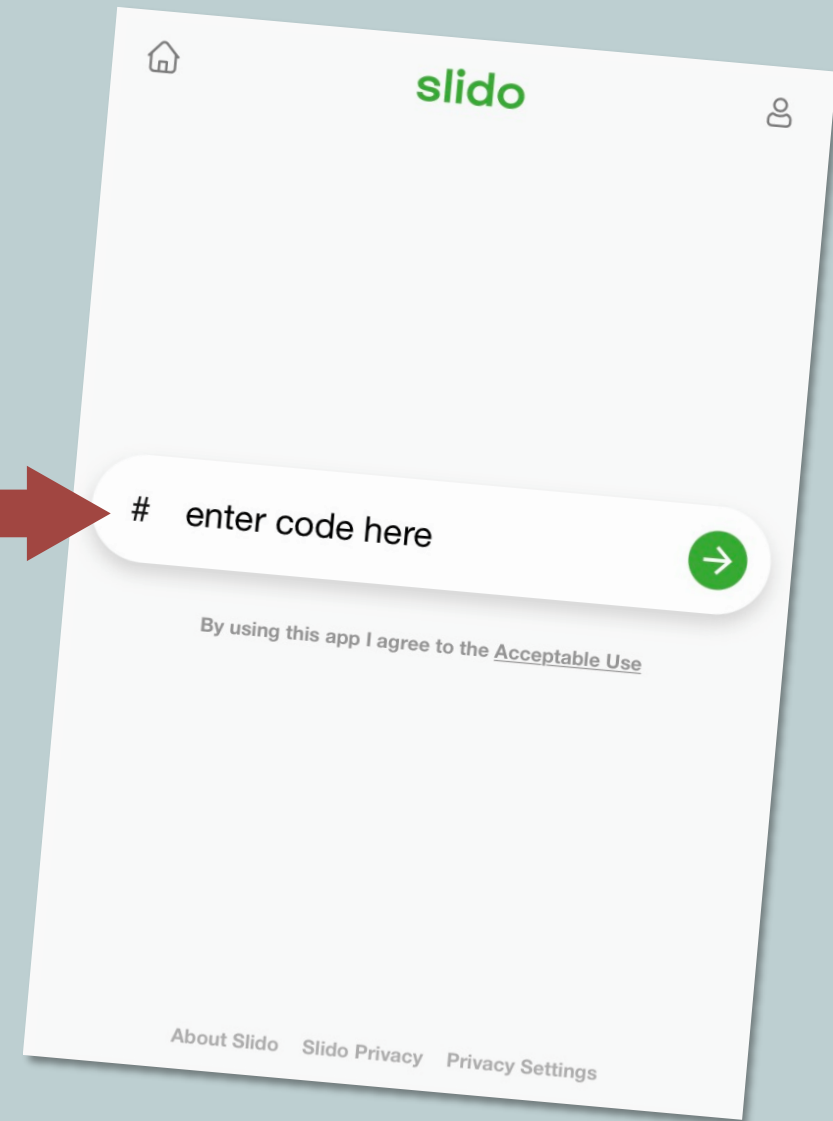 slido
# enter code here
By using this app I agree to the Acceptable Use
About Slido Slido Privacy Privacy Settings